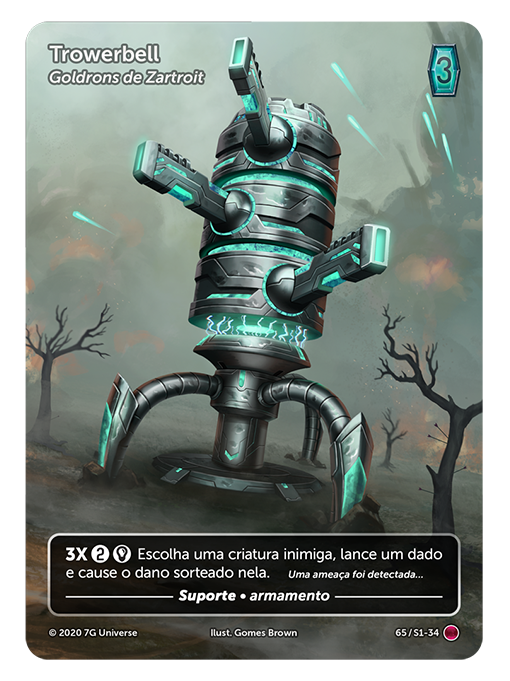 Trowerbell
Goldrons de Zartroit
3
3X 2 Escolha uma criatura inimiga, lance um dado
e cause o dano sorteado nela. Uma ameaça foi detectada...
Suporte • armamento
© 2020 7G Universe
Ilust. Gomes Brown
65/S1-34